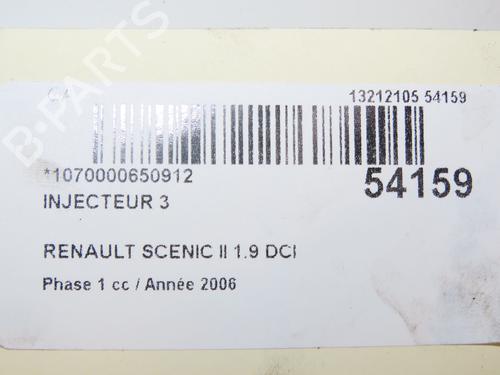 B-PARTS
13212105 54159
*1070000650912
54159
INJECTEUR 3
RENAULT SCENIC II 1.9 DCI
Phase 1 cc / Année 2006